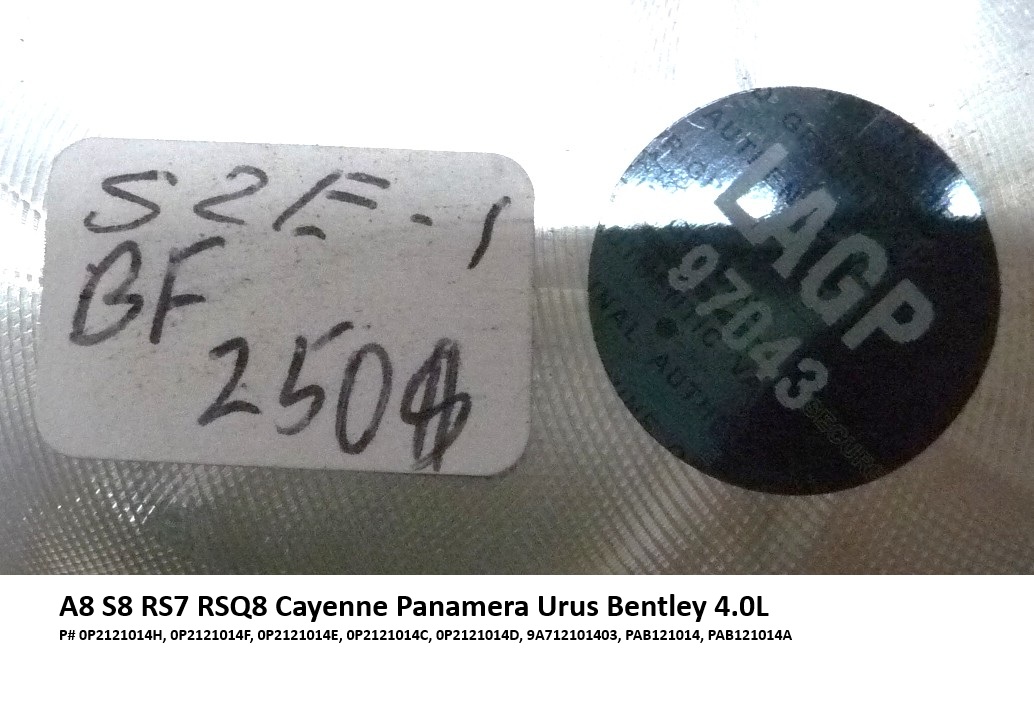 S2F-1
BF
250$
LAGP
97043
SECURE
A8 S8 RS7 RSQ8 Cayenne Panamera Urus Bentley 4.0L
P# 0P2121014H, 0P2121014F, 0P2121014E, 0P2121014C, 0P2121014D, 9A712101403, PAB121014, PAB121014A